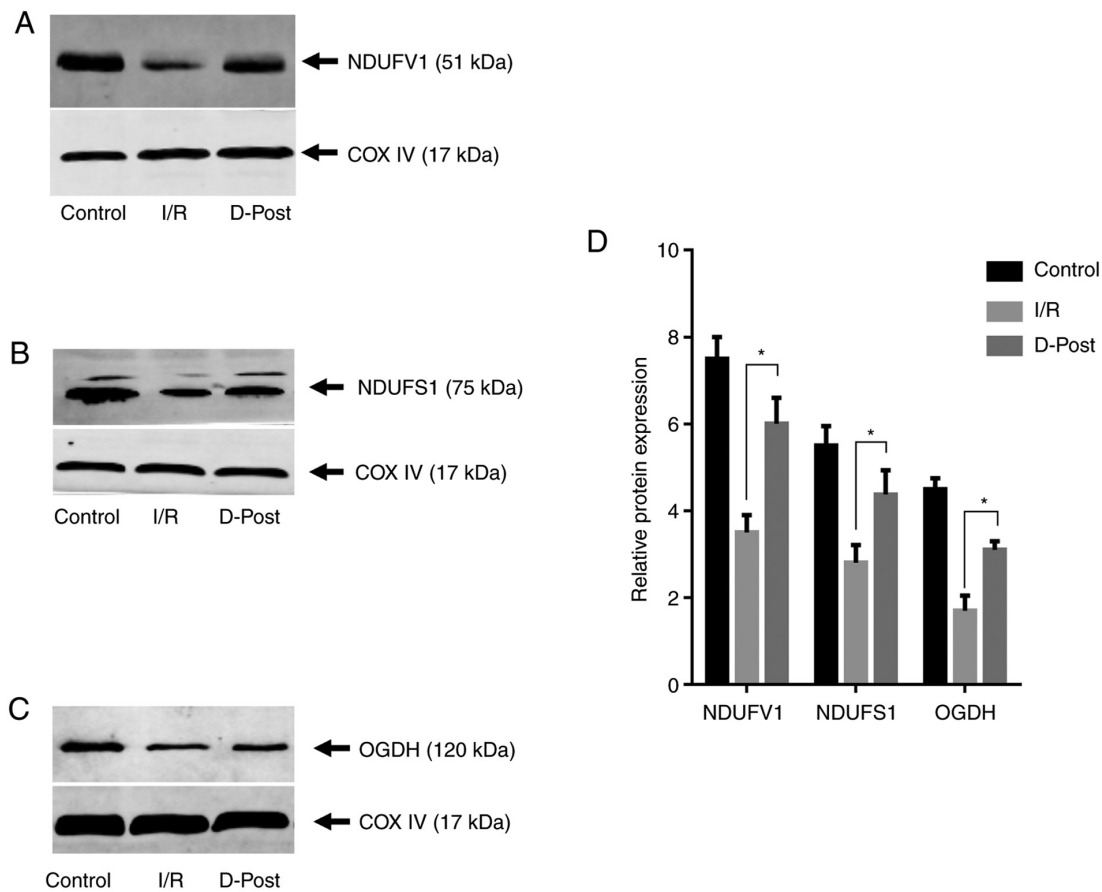 A
NDUFV1 (51 kDa)
COX IV (17 kDa)
Control I/R D-Post
B
NDUFS1 (75 kDa)
COX IV (17 kDa)
Control I/R D-Post
C
OGDH (120 kDa)
COX IV (17 kDa)
Control I/R D-Post
D
Relative protein expression
10
8
6
4
2
0
* * *
NDUFV1 NDUFS1 OGDH
Control
I/R
D-Post